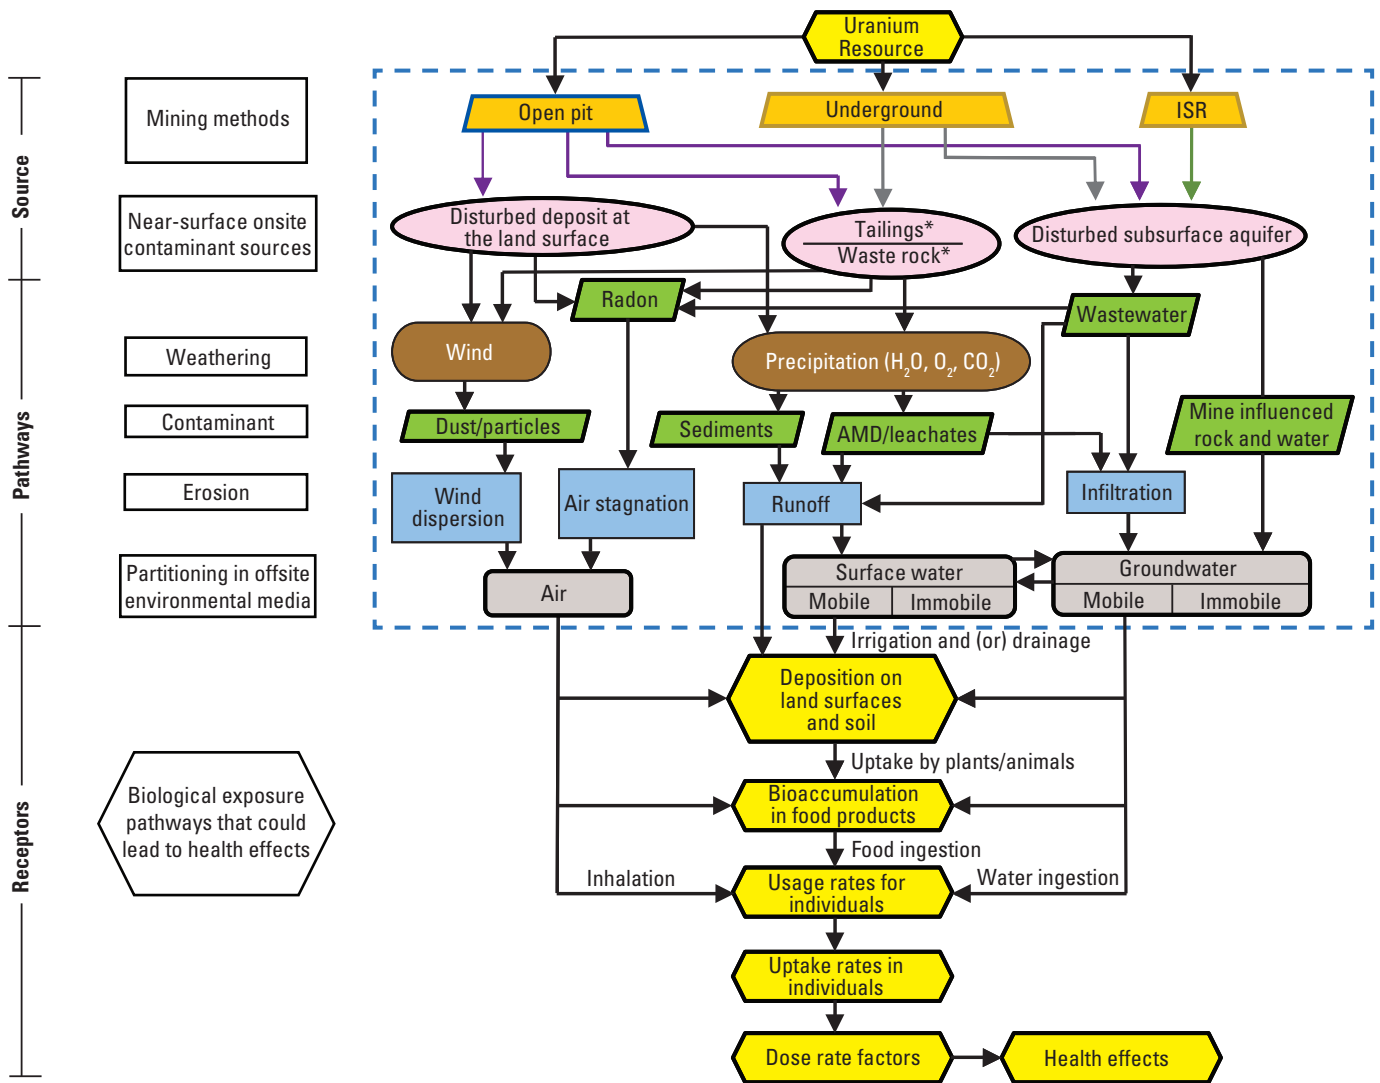 Uranium
Resource
Source
Mining methods
Open pit
Underground
ISR
Near-surface onsite
contaminant sources
Disturbed deposit at
the land surface
Tailings*
Waste rock*
Disturbed subsurface aquifer
Pathways
Radon
Wastewater
Weathering
Wind
Precipitation (H₂O, O₂, CO₂)
Contaminant
Dust/particles
Sediments
AMD/leachates
Mine influenced
rock and water
Erosion
Wind
dispersion
Air stagnation
Runoff
Infiltration
Partitioning in offsite
environmental media
Air
Surface water
Mobile
Immobile
Groundwater
Mobile
Immobile
Receptors
Irrigation and (or) drainage
Deposition on
land surfaces
and soil
Uptake by plants/animals
Biological exposure
pathways that could
lead to health effects
Bioaccumulation
in food products
Food ingestion
Inhalation
Usage rates for
individuals
Water ingestion
Uptake rates in
individuals
Dose rate factors
Health effects